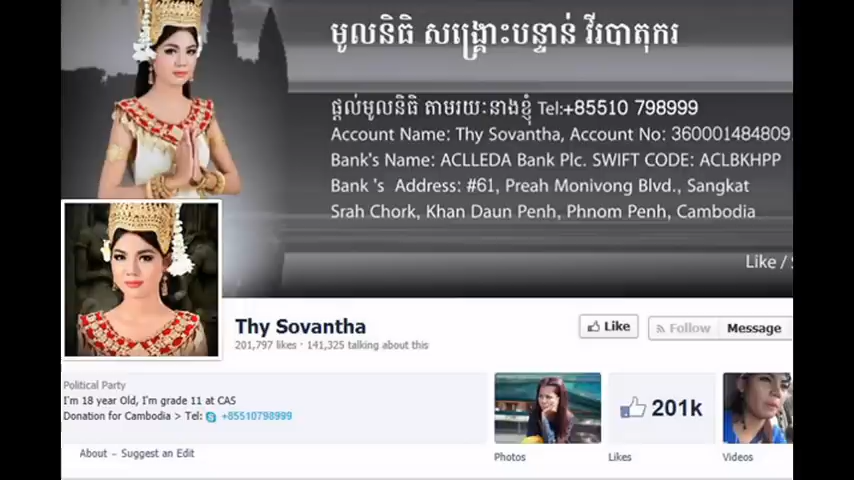 មូលនិធិ សង្គ្រោះបន្ទាន់ វីរបាតុករ
ផ្តល់មូលនិធិ តាមរយៈនាងខ្ញុំ Tel:+85510 798999
Account Name: Thy Sovantha, Account No: 360001484809
Bank's Name: ACLLEDA Bank Plc. SWIFT CODE: ACLBKHPP
Bank 's Address: #61, Preah Monivong Blvd., Sangkat
Srah Chork, Khan Daun Penh, Phnom Penh, Cambodia
Like /
Thy Sovantha
201,797 likes · 141,325 talking about this
Like
Follow
Message
Political Party
I'm 18 year Old, I'm grade 11 at CAS
Donation for Cambodia > Tel: +85510798999
201k
About - Suggest an Edit
Photos
Likes
Videos